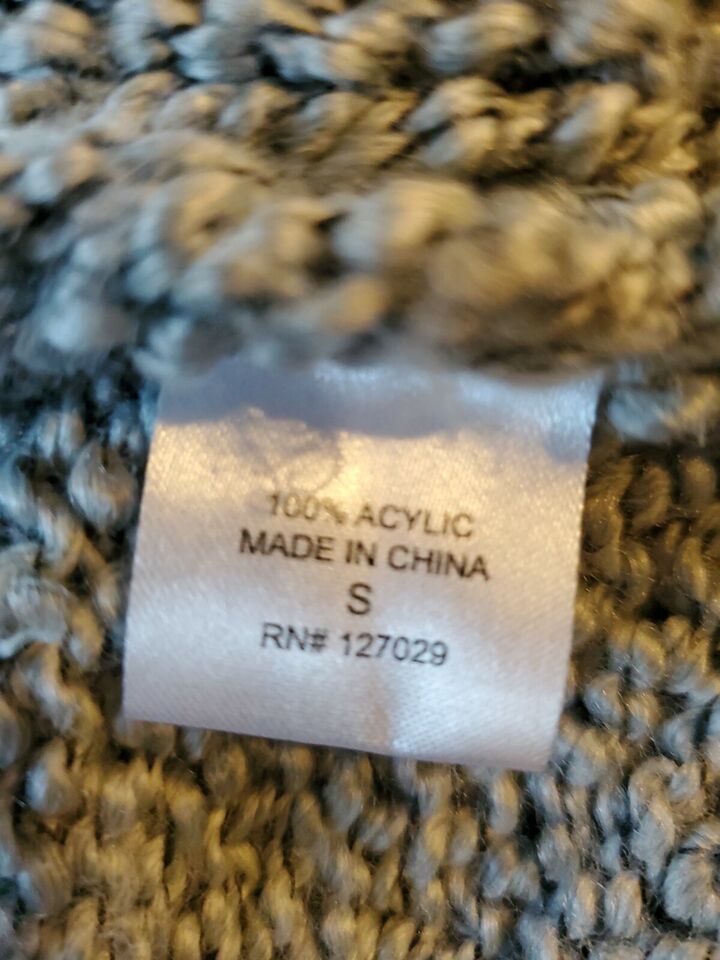 100% ACYLIC
MADE IN CHINA
S
RN# 127029